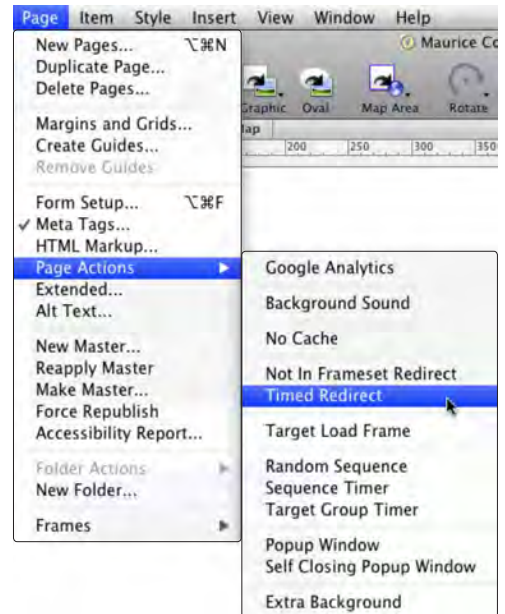 Page Item Style Insert View Window Help
Maurice Co
New Pages... ⌥⌘N
Duplicate Page...
Delete Pages...
Graphic Oval Map Area Rotate
Margins and Grids...
Create Guides...
Remove Guides
200 250 300 350
Form Setup... ⌥⌘F
✓ Meta Tags...
HTML Markup...
Page Actions
Extended...
Alt Text...
New Master...
Reapply Master
Make Master...
Force Republish
Accessibility Report...
Folder Actions
New Folder...
Frames
Google Analytics
Background Sound
No Cache
Not In Frameset Redirect
Timed Redirect
Target Load Frame
Random Sequence
Sequence Timer
Target Group Timer
Popup Window
Self Closing Popup Window
Extra Background